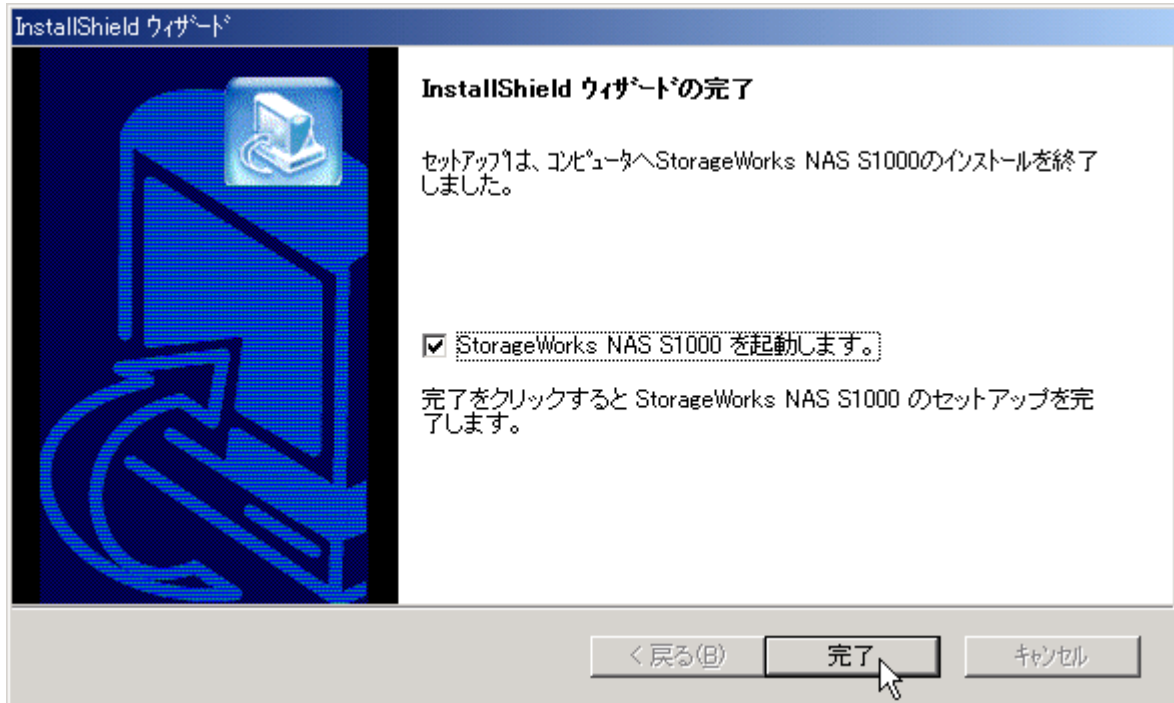 InstallShield ウィザード
InstallShield ウィザードの完了
セットアップは、コンピュータへStorageWorks NAS S1000のインストールを終了
しました。
StorageWorks NAS S1000 を起動します。
完了をクリックすると StorageWorks NAS S1000 のセットアップを完
了します。
< 戻る(B)
完了
キャンセル